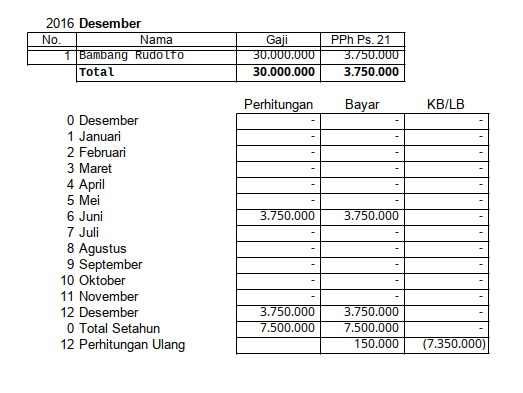 2016 Desember
No. Nama Gaji PPh Ps. 21
1 Bambang Rudolfo 30.000.000 3.750.000
Total 30.000.000 3.750.000
Perhitungan Bayar KB/LB
0 Desember - - -
1 Januari - - -
2 Februari - - -
3 Maret - - -
4 April - - -
5 Mei - - -
6 Juni 3.750.000 3.750.000 -
7 Juli - - -
8 Agustus - - -
9 September - - -
10 Oktober - - -
11 November - - -
12 Desember 3.750.000 3.750.000 -
0 Total Setahun 7.500.000 7.500.000 -
12 Perhitungan Ulang 150.000 (7.350.000)